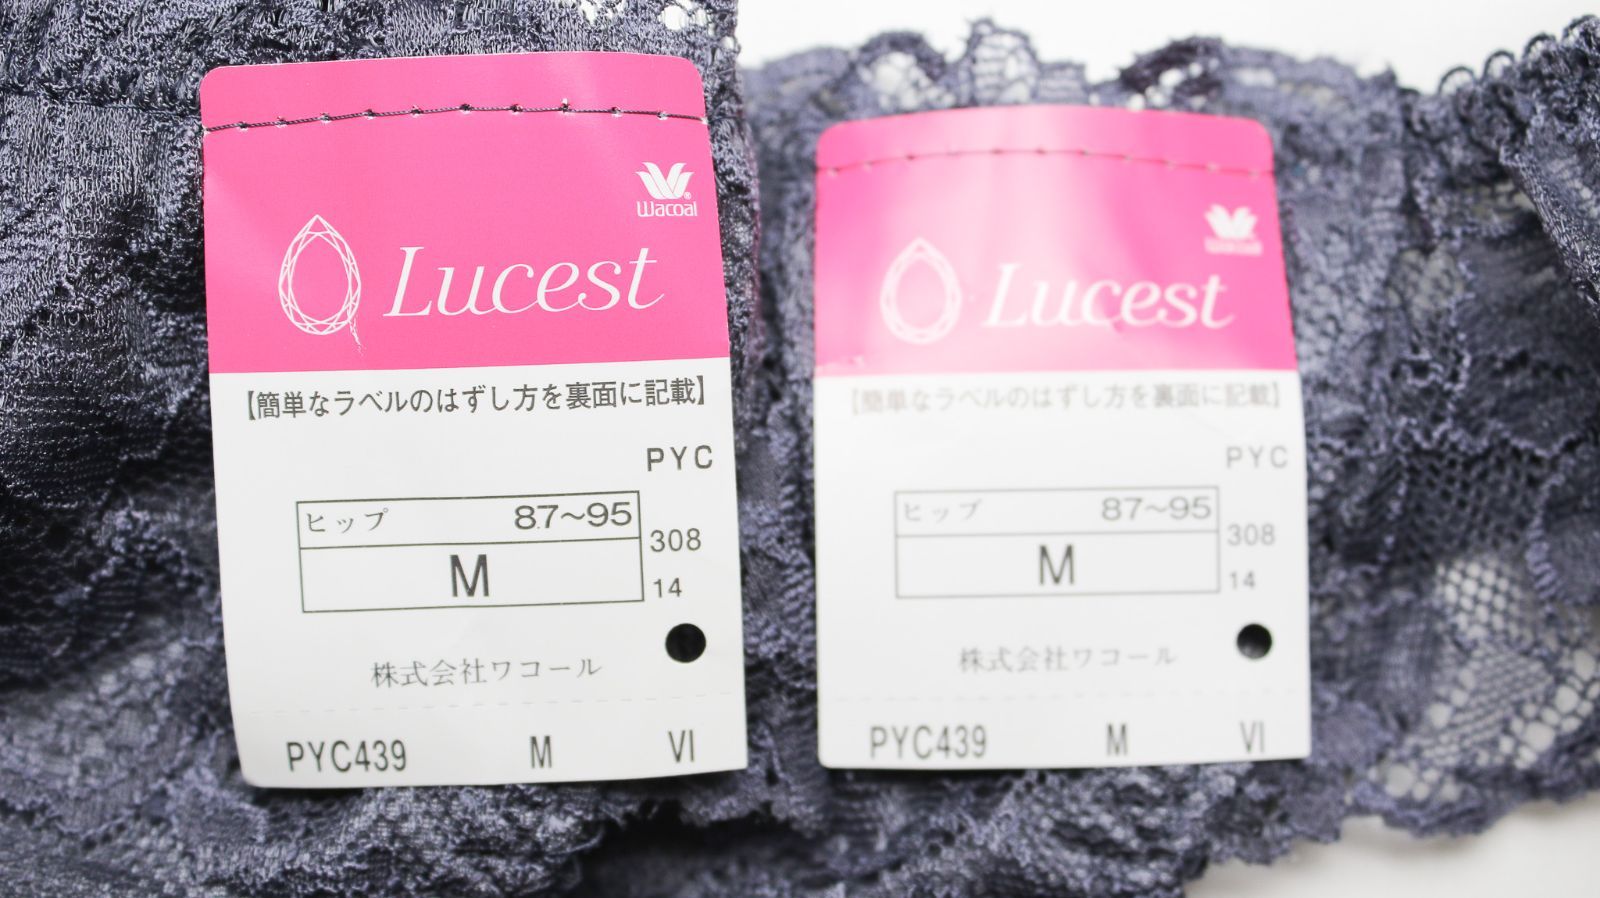 Wacoal
Lucest
【簡単なラベルのはずし方を裏面に記載】
PYC
ヒップ 87〜95
308
M
14
株式会社ワコール
PYC439 M VI
Wacoal
Lucest
【簡単なラベルのはずし方を裏面に記載】
PYC
ヒップ 87〜95
308
M
14
株式会社ワコール
PYC439 M VI